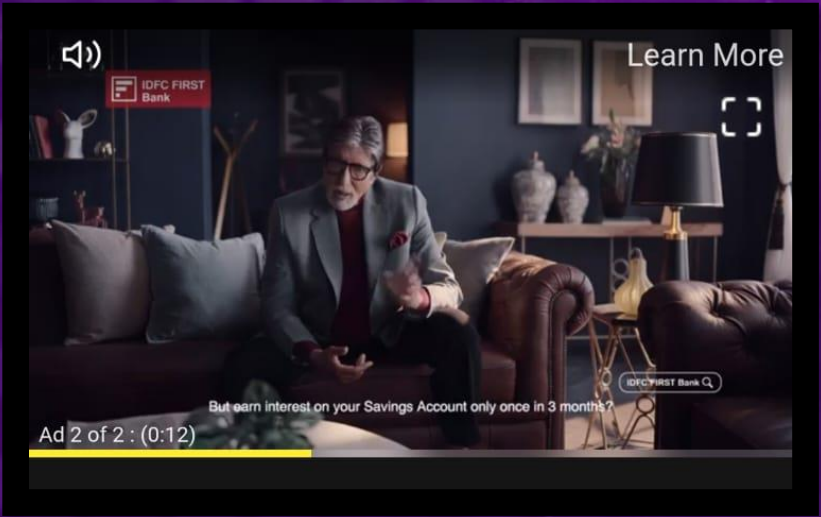 Learn More
IDFC FIRST
Bank
IDFC FIRST Bank
But earn interest on your Savings Account only once in 3 months?
Ad 2 of 2 : (0:12)